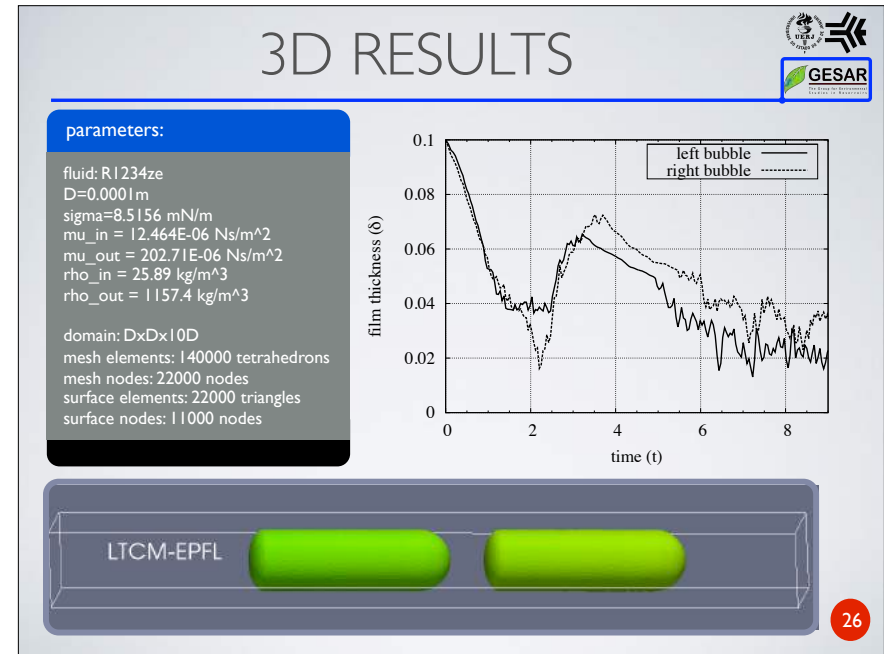 3D RESULTS
UERJ
GESAR
parameters:
fluid: R1234ze
D=0.0001m
sigma=8.5156 mN/m
mu_in = 12.464E-06 Ns/m^2
mu_out = 202.71E-06 Ns/m^2
rho_in = 25.89 kg/m^3
rho_out = 1157.4 kg/m^3
domain: DxDx10D
mesh elements: 140000 tetrahedrons
mesh nodes: 22000 nodes
surface elements: 22000 triangles
surface nodes: 11000 nodes
left bubble
right bubble
film thickness (δ)
0.1
0.08
0.06
0.04
0.02
0
0 2 4 6 8
time (t)
LTCM-EPFL
26